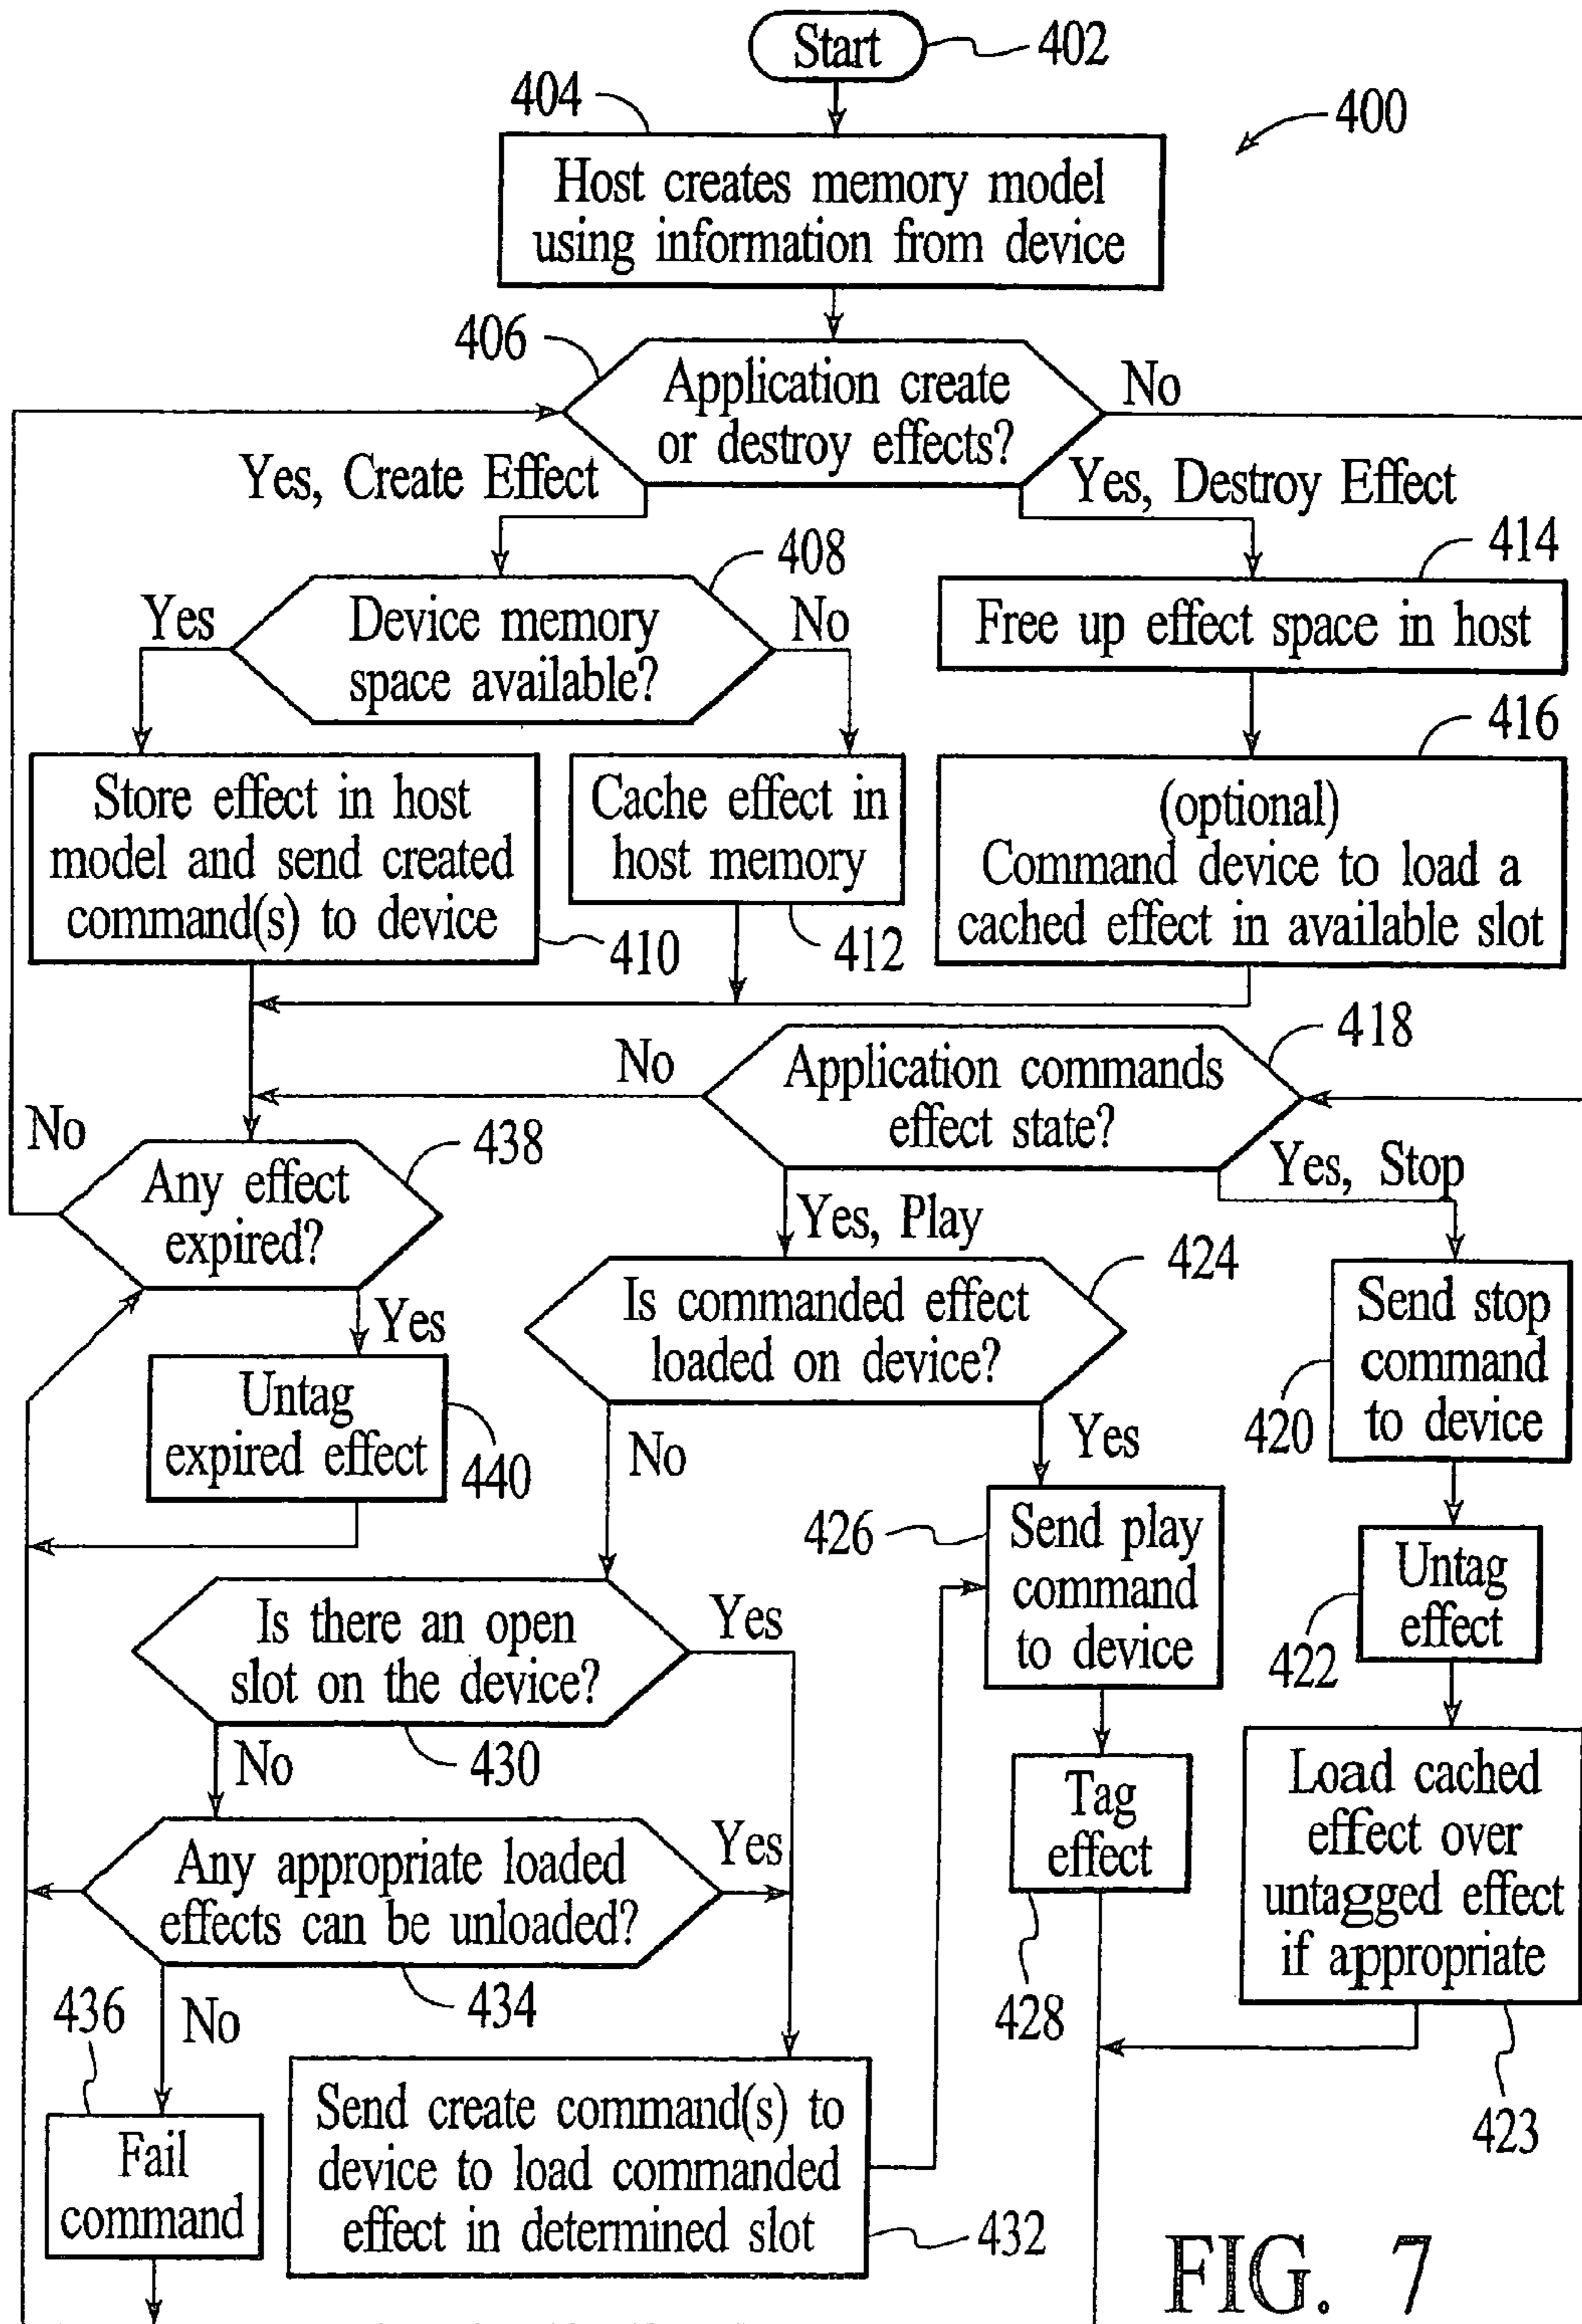 Start
402
404
400
Host creates memory model
using information from device
406
Application create
or destroy effects?
No
Yes, Create Effect
Yes, Destroy Effect
408
414
Yes
Device memory
space available?
No
Free up effect space in host
416
Store effect in host
model and send created
command(s) to device
410
Cache effect in
host memory
412
(optional)
Command device to load a
cached effect in available slot
418
No
Application commands
effect state?
No
438
Any effect
expired?
Yes, Stop
Yes, Play
424
Yes
Is commanded effect
loaded on device?
Send stop
command
to device
420
Untag
expired effect
440
No
Yes
426
Send play
command
to device
Untag
effect
422
Is there an open
slot on the device?
Yes
430
No
Tag
effect
428
Load cached
effect over
untagged effect
if appropriate
423
Any appropriate loaded
effects can be unloaded?
Yes
434
436
No
Fail
command
Send create command(s) to
device to load commanded
effect in determined slot
432
FIG. 7